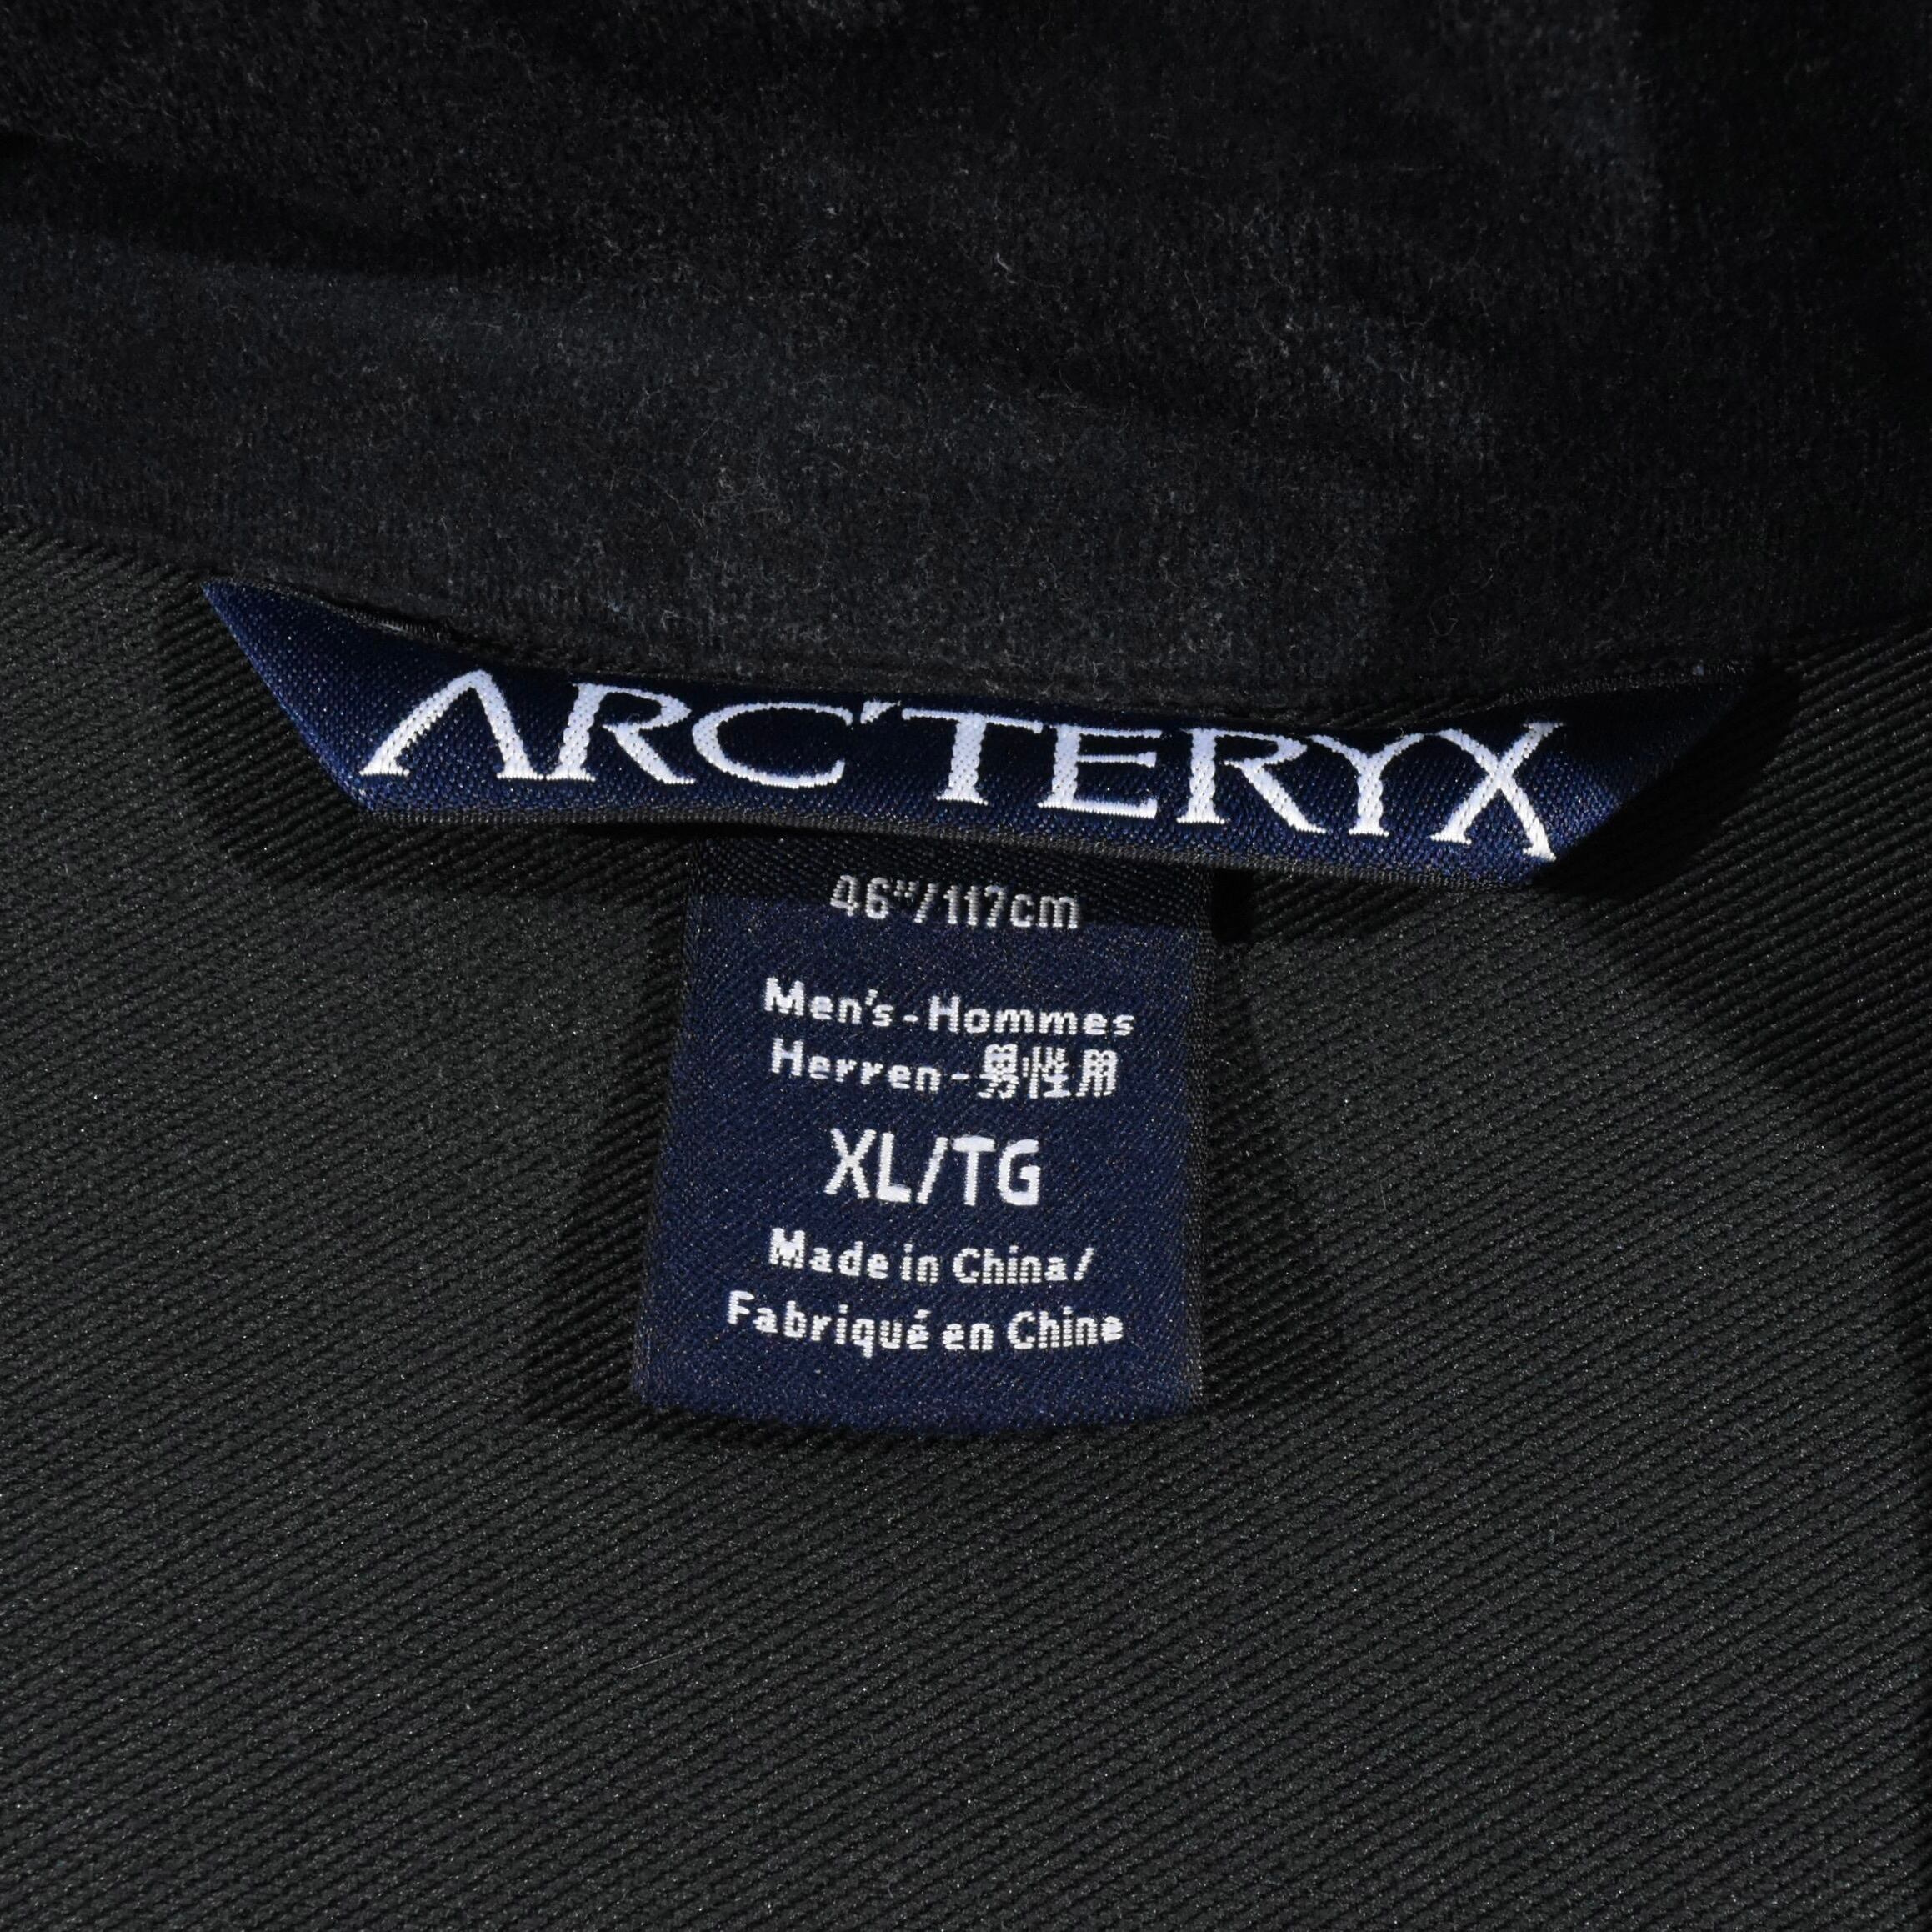 ARC'TERYX
46"/117cm
Men's-Hommes
Herren-男性用
XL/TG
Made in China/
Fabriqué en Chine